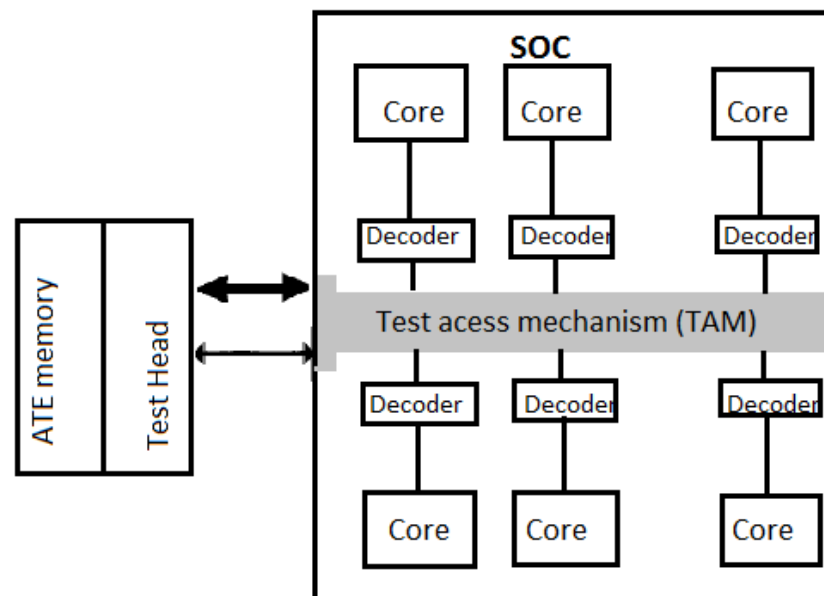 SOC
Core
Core
Core
Decoder
Decoder
Decoder
ATE memory
Test Head
Test acess mechanism (TAM)
Decoder
Decoder
Decoder
Core
Core
Core